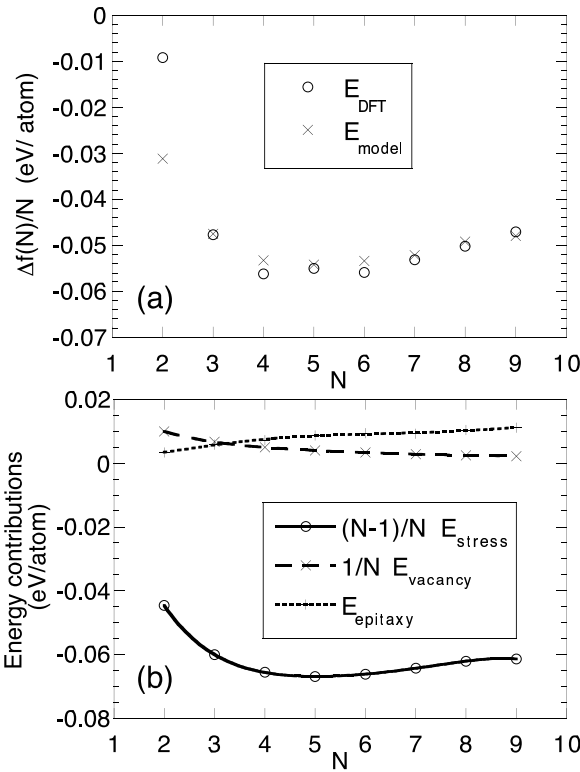 0
-0.01
-0.02
-0.03
-0.04
-0.05
-0.06
-0.07
Δf(N)/N (eV/ atom)
E_DFT
E_model
(a)
1 2 3 4 5 6 7 8 9 10
N
0.02
0
-0.04
-0.06
-0.08
Energy contributions
(eV/atom)
(N-1)/N E_stress
1/N E_vacancy
E_epitaxy
(b)
1 2 3 4 5 6 7 8 9 10
N